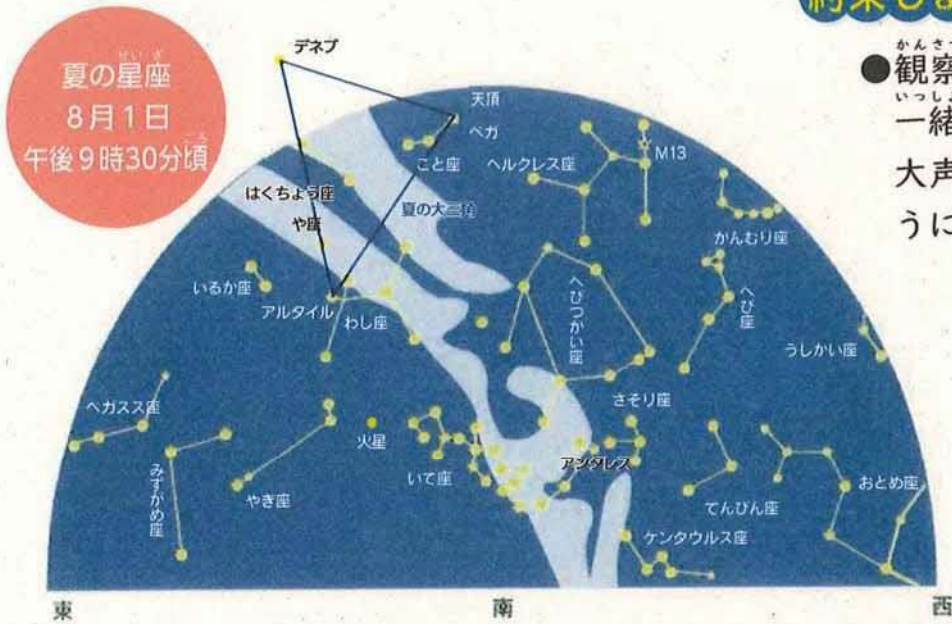 夏の星座
8月1日
午後9時30分頃
デネブ
天頂
ベガ
こと座
ヘルクレス座
M13
はくちょう座
や座
夏の大三角
かんむり座
いるか座
アルタイル
わし座
へびつかい座
へび座
うしかい座
ペガスス座
さそり座
火星
みずがめ座
やぎ座
いて座
アンタレス
てんびん座
おとめ座
ケンタウルス座
東
南
西
●観察
一緒
大声
うに